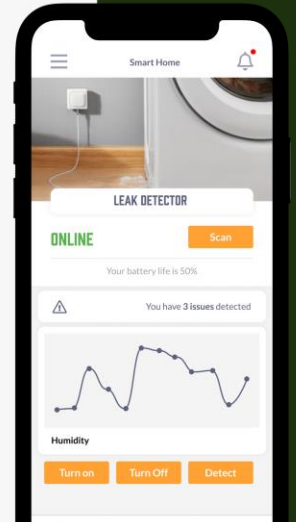 Smart Home
LEAK DETECTOR
ONLINE
Scan
Your battery life is 50%
You have 3 issues detected
Humidity
Turn on
Turn Off
Detect